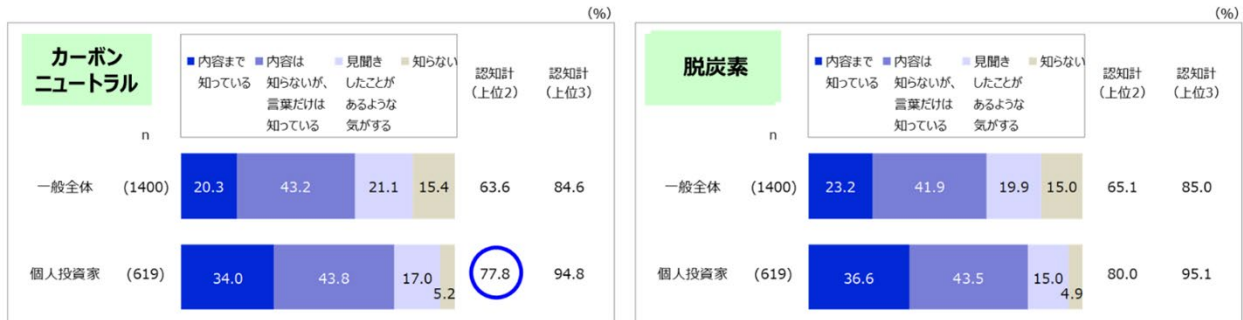 (%)
カーボン
ニュートラル
■内容まで
知っている
■内容は
知らないが、
言葉だけは
知っている
■見聞き
したことが
あるような
気がする
■知らない
認知計
(上位2)
認知計
(上位3)
n
一般全体 (1400) 20.3 43.2 21.1 15.4 63.6 84.6
個人投資家 (619) 34.0 43.8 17.0 5.2 77.8 94.8
(%)
脱炭素
■内容まで
知っている
■内容は
知らないが、
言葉だけは
知っている
■見聞き
したことが
あるような
気がする
■知らない
認知計
(上位2)
認知計
(上位3)
n
一般全体 (1400) 23.2 41.9 19.9 15.0 65.1 85.0
個人投資家 (619) 36.6 43.5 15.0 4.9 80.0 95.1